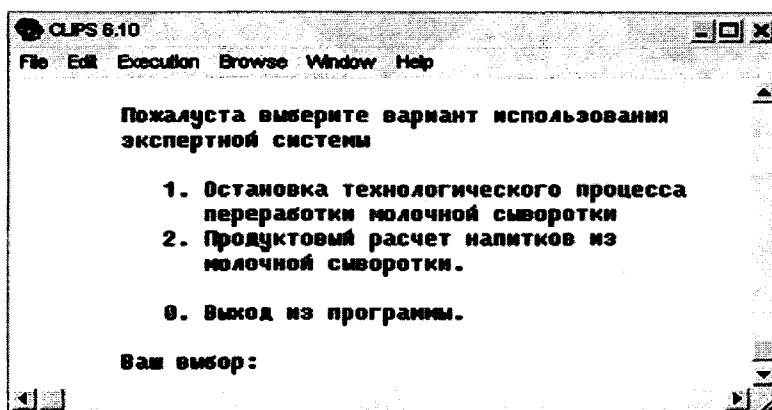 CLIPS 6.10
File Edit Execution Browse Window Help
Пожалуста выберите вариант использования
экспертной системы
1. Остановка технологического процесса
переработки молочной сыворотки
2. Продуктовый расчет напитков из
молочной сыворотки.
0. Выход из программы.
Ваш выбор: